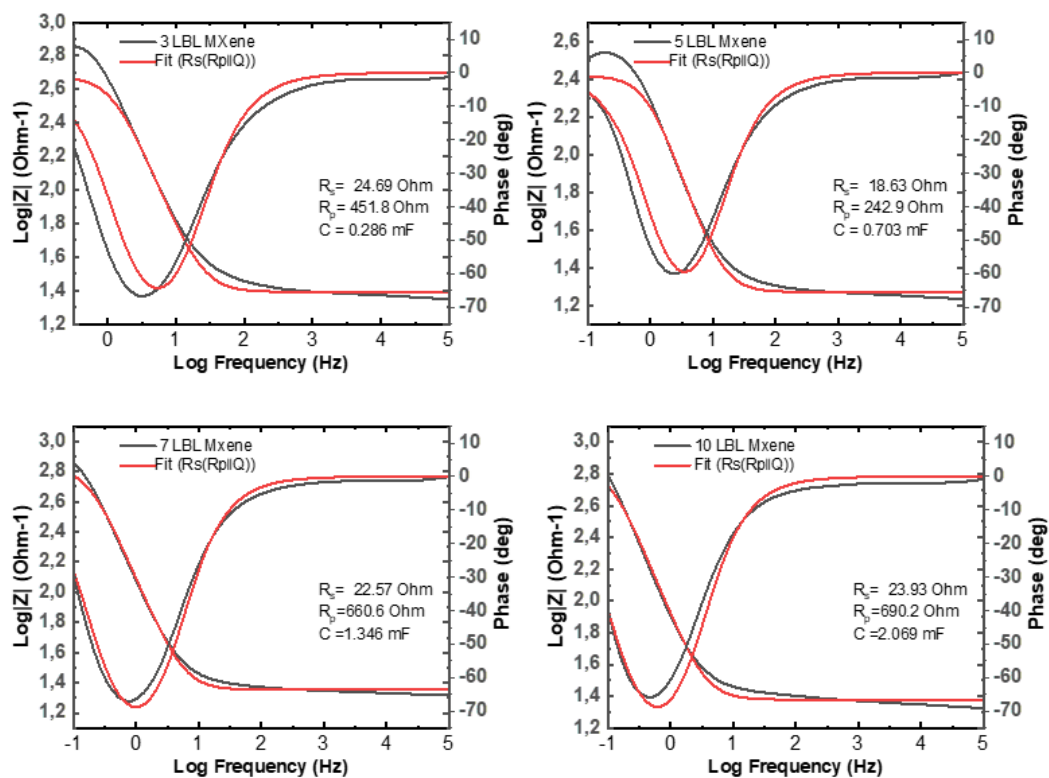 3,0
2,8
2,6
2,4
2,2
2,0
1,8
1,6
1,4
1,2
Log|Z| (Ohm-1)
3 LBL MXene
Fit (Rs(Rp||Q))
R_s= 24.69 Ohm
R_p= 451.8 Ohm
C = 0.286 mF
10
0
-10
-20
-30
-40
-50
-60
-70
Phase (deg)
0 1 2 3 4 5
Log Frequency (Hz)
2,6
2,4
2,2
2,0
1,8
1,6
1,4
1,2
Log|Z| (Ohm-1)
5 LBL MXene
Fit (Rs(Rp||Q))
R_s= 18.63 Ohm
R_p= 242.9 Ohm
C = 0.703 mF
10
0
-10
-20
-30
-40
-50
-60
-70
Phase (deg)
-1 0 1 2 3 4 5
Log Frequency (Hz)
3,0
2,8
2,6
2,4
2,2
2,0
1,8
1,6
1,4
1,2
Log|Z| (Ohm-1)
7 LBL Mxene
Fit (Rs(Rp||Q))
R_s= 22.57 Ohm
R_p=660.6 Ohm
C =1.346 mF
10
0
-10
-20
-30
-40
-50
-60
-70
Phase (deg)
-1 0 1 2 3 4 5
Log Frequency (Hz)
3,0
2,8
2,6
2,4
2,2
2,0
1,8
1,6
1,4
1,2
Log|Z| (Ohm-1)
10 LBL Mxene
Fit (Rs(Rp||Q))
R_s= 23.93 Ohm
R_p=690.2 Ohm
C =2.069 mF
10
0
-10
-20
-30
-40
-50
-60
-70
Phase (deg)
-1 0 1 2 3 4 5
Log Frequency (Hz)